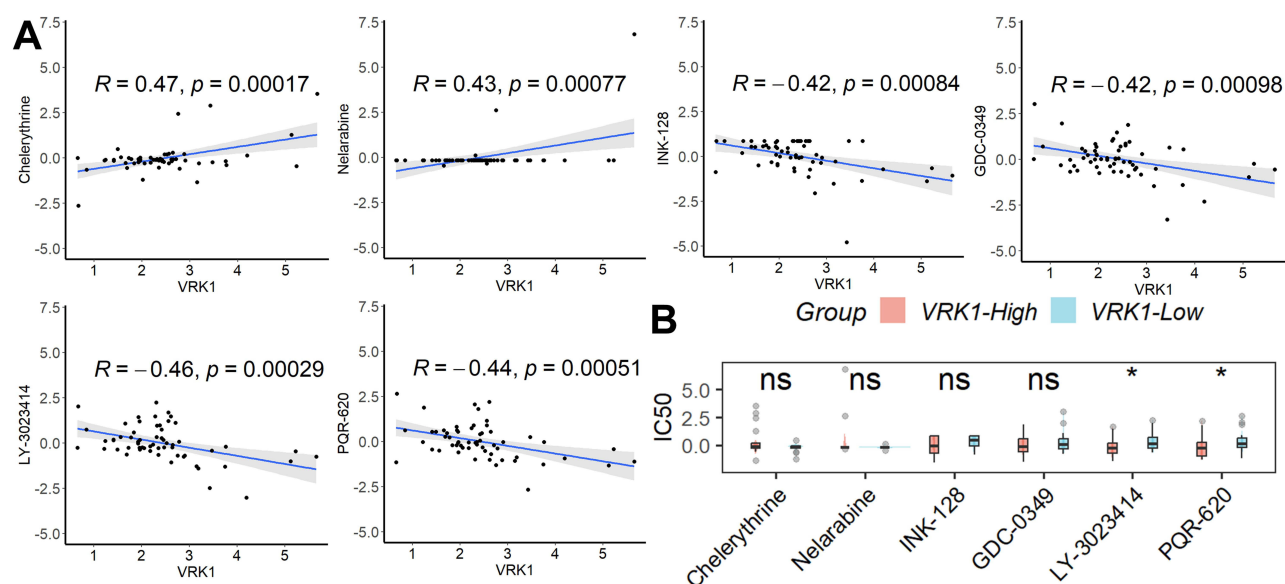 A
7.5
5.0
2.5
0.0
-2.5
-5.0
Chelerythrine
R = 0.47, p = 0.00017
1 2 3 4 5
VRK1
7.5
5.0
2.5
0.0
-2.5
-5.0
Nelarabine
R = 0.43, p = 0.00077
1 2 3 4 5
VRK1
7.5
5.0
2.5
0.0
-2.5
-5.0
INK-128
R = −0.42, p = 0.00084
1 2 3 4 5
VRK1
7.5
5.0
2.5
0.0
-2.5
-5.0
GDC-0349
R = −0.42, p = 0.00098
1 2 3 4 5
VRK1
7.5
5.0
2.5
0.0
-2.5
-5.0
LY-3023414
R = −0.46, p = 0.00029
1 2 3 4 5
VRK1
7.5
5.0
2.5
0.0
-2.5
-5.0
PQR-620
R = −0.44, p = 0.00051
1 2 3 4 5
VRK1
B
Group VRK1-High VRK1-Low
IC50
5.0
2.5
0.0
ns ns ns ns * *
Chelerythrine
Nelarabine
INK-128
GDC-0349
LY-3023414
PQR-620